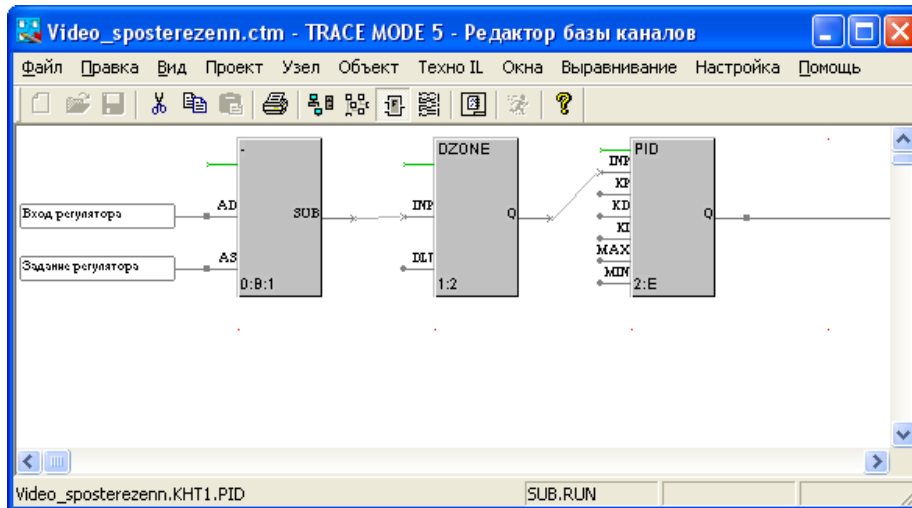 Video_sposterezenn.ctm - TRACE MODE 5 - Редактор базы каналов
Файл Правка Вид Проект Узел Объект Техно IL Окна Выравнивание Настройка Помощь
- DZONE PID
INP
KP
Вход регулятора AD SUB INP Q KD Q
KI
Задание регулятора AS DLT MAX
MIN
0:B:1 1:2 2:E
Video_sposterezenn.KHT1.PID SUB.RUN